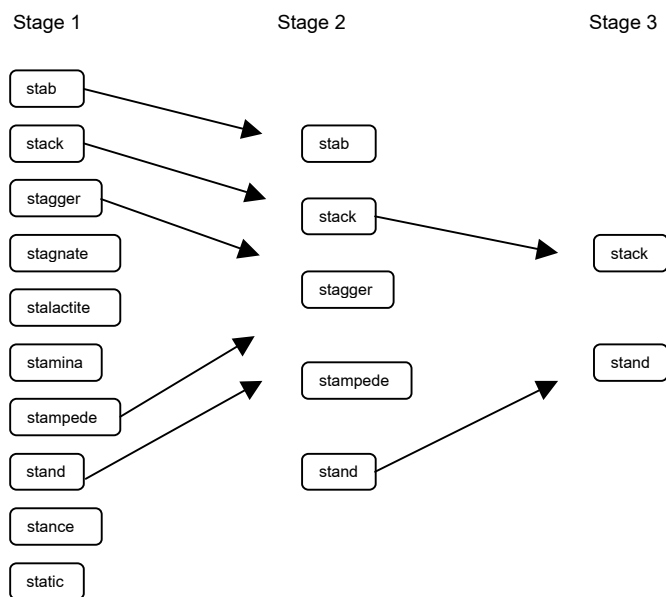 Stage 1
Stage 2
Stage 3
stab
stack
stagger
stagnate
stalactite
stamina
stampede
stand
stance
static
stab
stack
stagger
stampede
stand
stack
stand